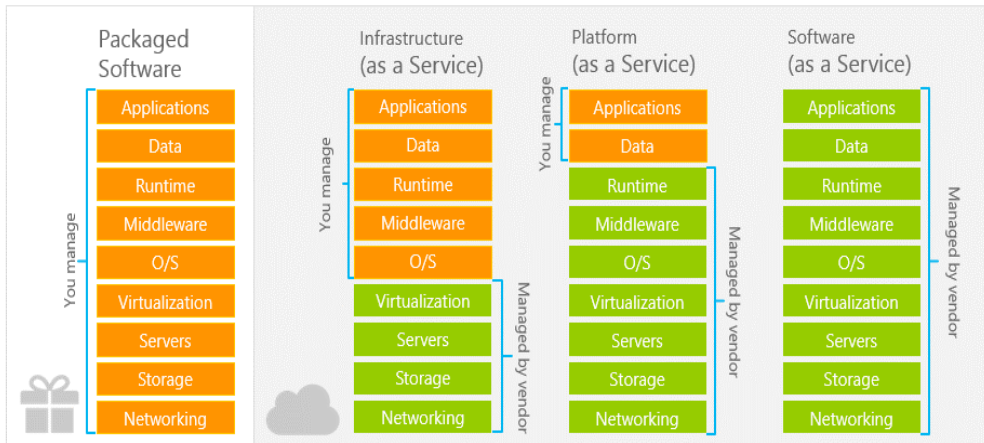 Packaged
Software
You manage
Applications
Data
Runtime
Middleware
O/S
Virtualization
Servers
Storage
Networking
Infrastructure
(as a Service)
You manage
Applications
Data
Runtime
Middleware
O/S
Virtualization
Servers
Storage
Networking
Managed by vendor
Platform
(as a Service)
You manage
Applications
Data
Runtime
Middleware
O/S
Virtualization
Servers
Storage
Networking
Managed by vendor
Software
(as a Service)
Applications
Data
Runtime
Middleware
O/S
Virtualization
Servers
Storage
Networking
Managed by vendor